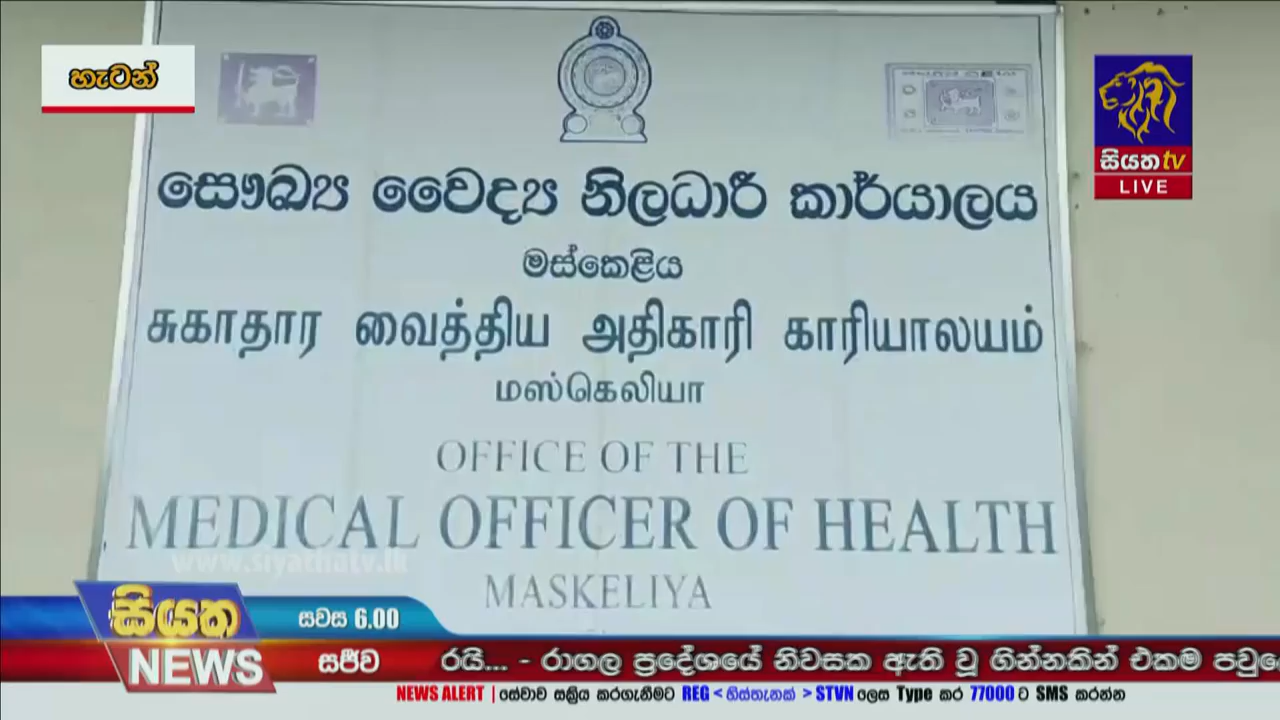 හැටන්
සියත tv
LIVE
සෞඛ්‍ය වෛද්‍ය නිලධාරී කාර්යාලය
මස්කෙළිය
சுகாதார வைத்திய அதிகாரி காரியாலயம்
மஸ்கெலியா
OFFICE OF THE
MEDICAL OFFICER OF HEALTH
MASKELIYA
www.siyathatv.lk
සියත
NEWS
සවස 6.00
සජීව
රයි... - රාගල ප්‍රදේශයේ නිවසක ඇති වූ ගින්නකින් එකම පවුලේ
NEWS ALERT | සේවාව සක්‍රිය කරගැනීමට REG < හිස්තැනක් > STVN ලෙස Type කර 77000 ට SMS කරන්න